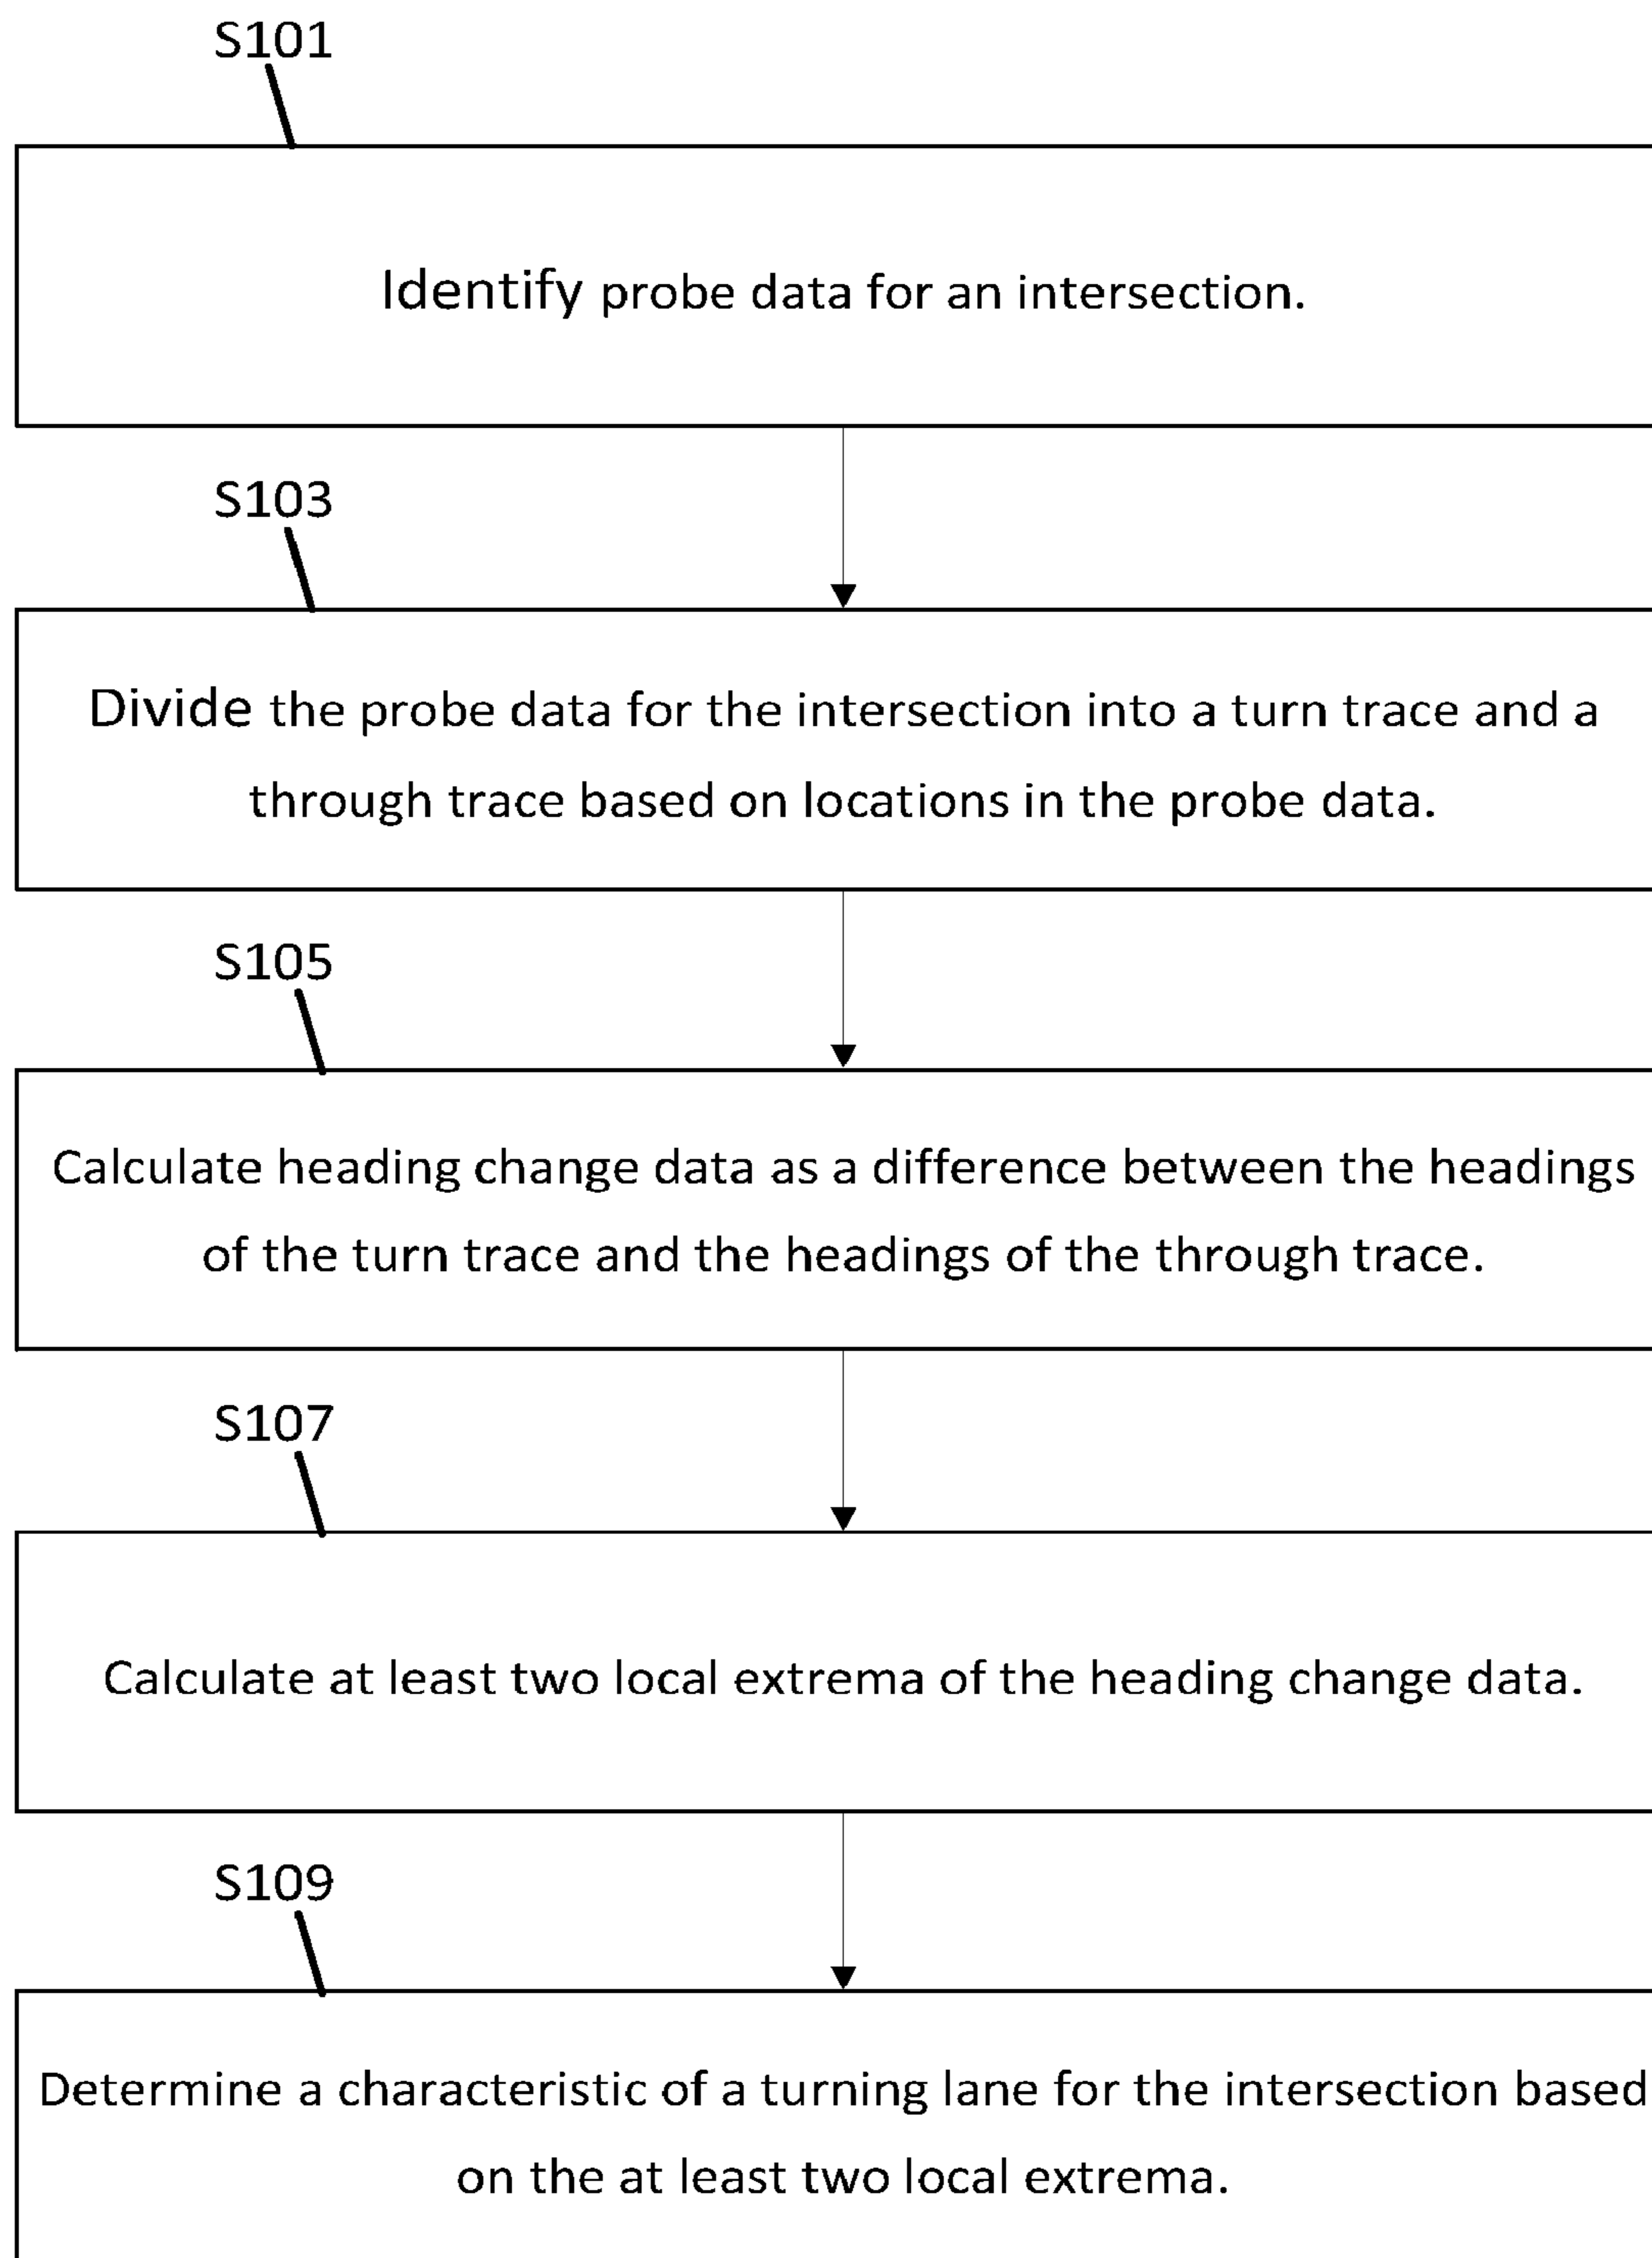 S101
Identify probe data for an intersection.
S103
Divide the probe data for the intersection into a turn trace and a
through trace based on locations in the probe data.
S105
Calculate heading change data as a difference between the headings
of the turn trace and the headings of the through trace.
S107
Calculate at least two local extrema of the heading change data.
S109
Determine a characteristic of a turning lane for the intersection based
on the at least two local extrema.